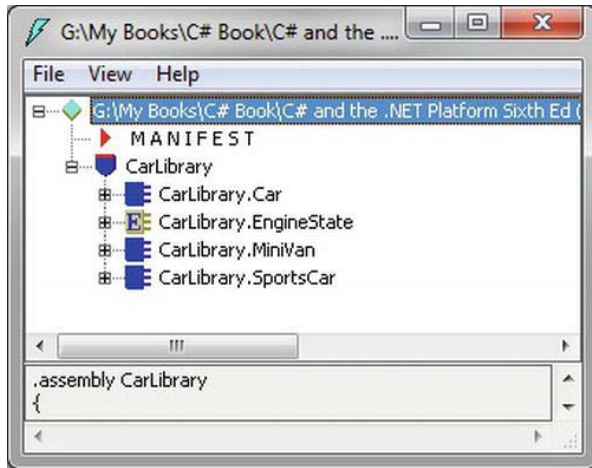 G:\My Books\C# Book\C# and the ....
File View Help
G:\My Books\C# Book\C# and the .NET Platform Sixth Ed (
MANIFEST
CarLibrary
CarLibrary.Car
E CarLibrary.EngineState
CarLibrary.MiniVan
CarLibrary.SportsCar
.assembly CarLibrary
{